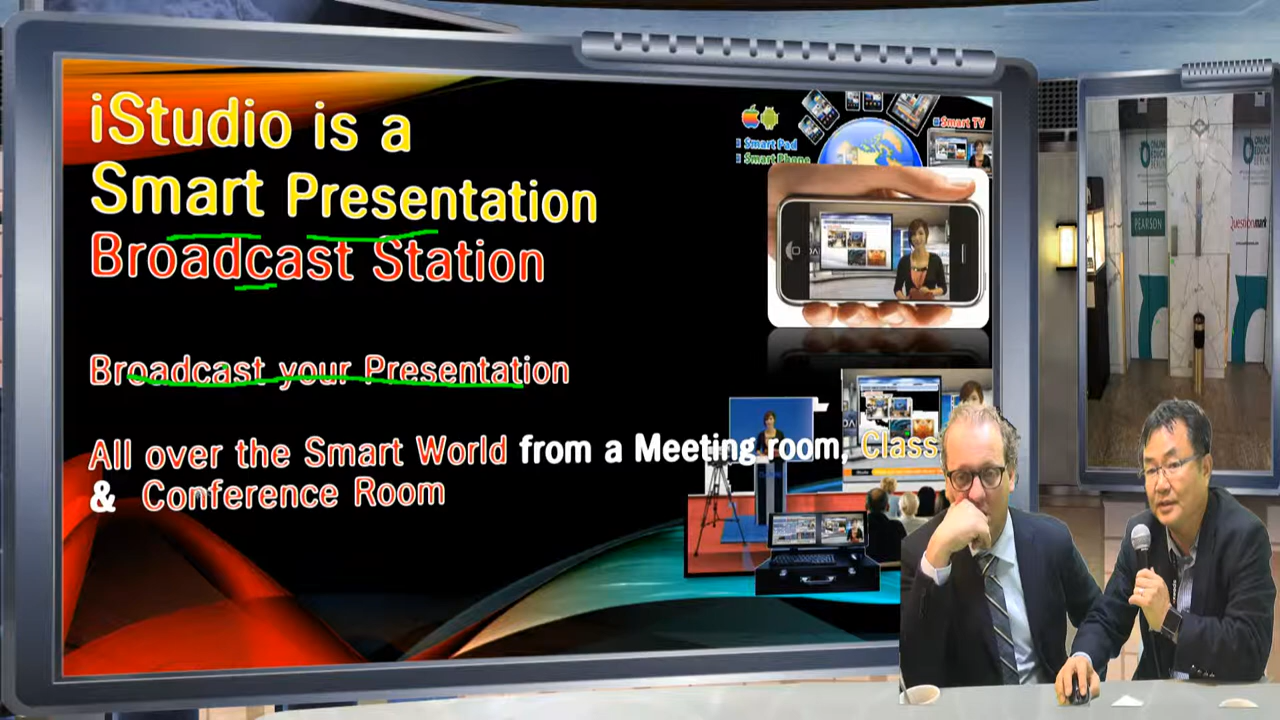 iStudio is a
Smart Presentation
Broadcast Station
Broadcast your Presentation
All over the Smart World from a Meeting room, Class
& Conference Room
Smart Pad
Smart Phone
Smart TV
PEARSON
Questionmark